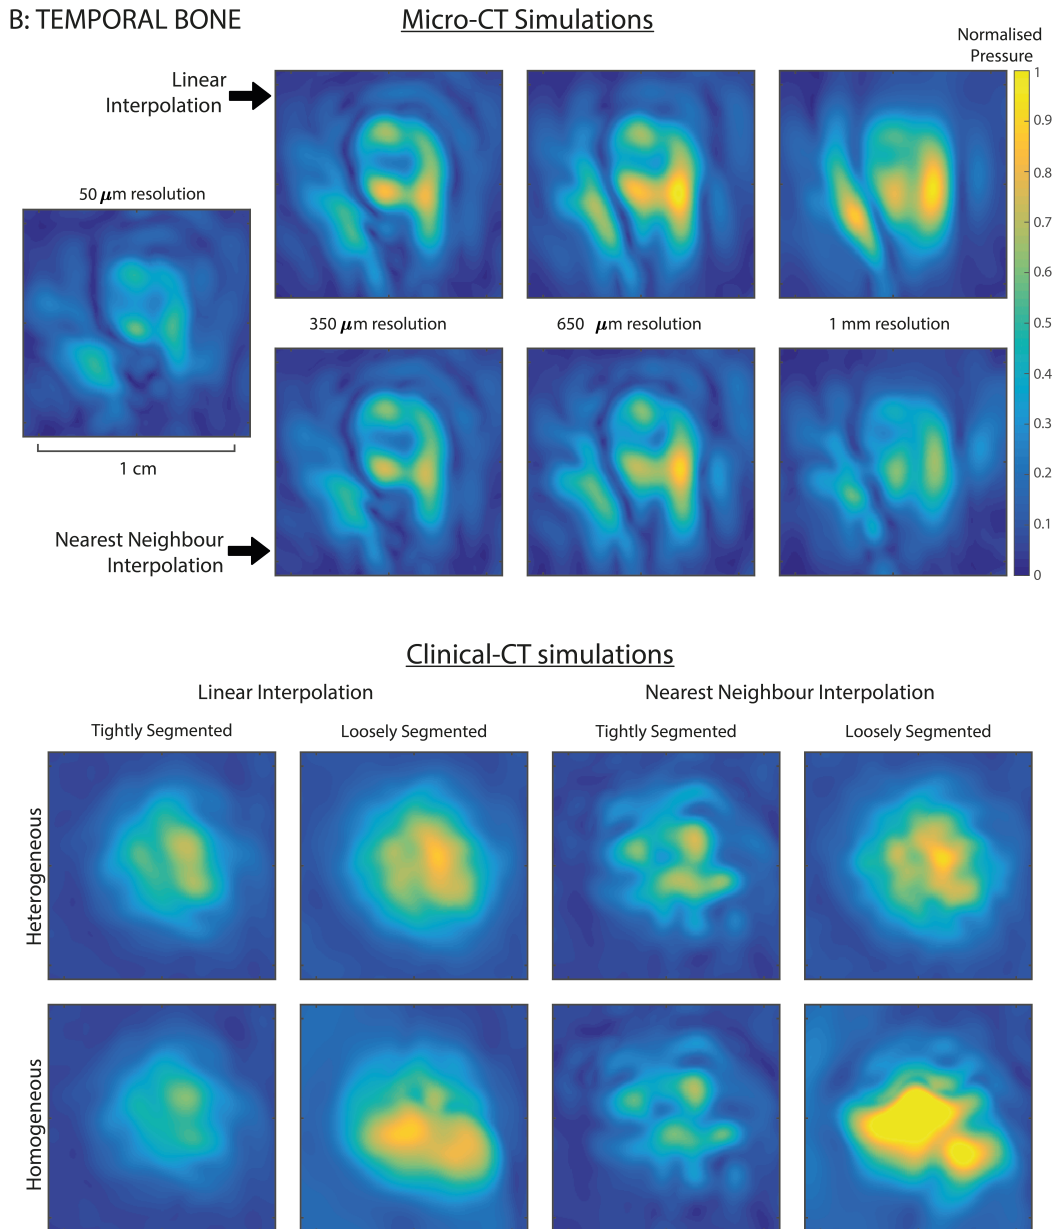 B: TEMPORAL BONE
Micro-CT Simulations
Normalised
Pressure
Linear
Interpolation
50 μm resolution
1 cm
350 μm resolution
650 μm resolution
1 mm resolution
Nearest Neighbour
Interpolation
1
0.9
0.8
0.7
0.6
0.5
0.4
0.3
0.2
0.1
0
Clinical-CT simulations
Linear Interpolation
Nearest Neighbour Interpolation
Tightly Segmented
Loosely Segmented
Tightly Segmented
Loosely Segmented
Heterogeneous
Homogeneous